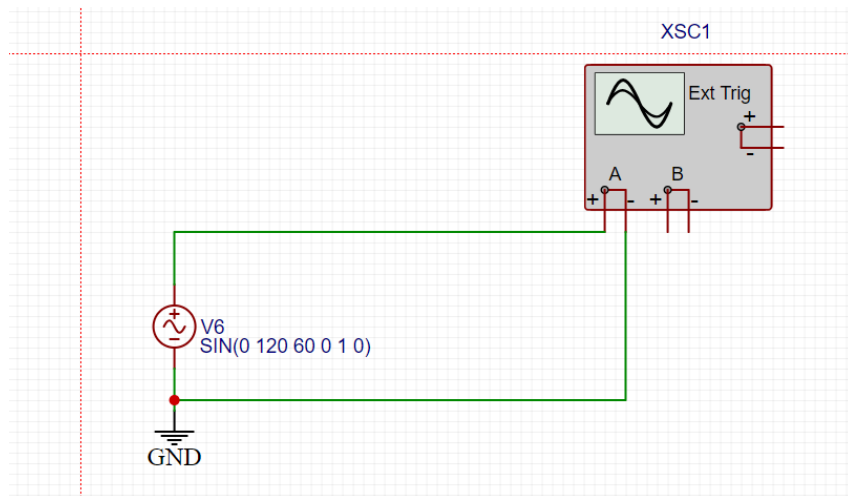 XSC1
Ext Trig
+
-
A B
+ - + -
+
-
V6
SIN(0 120 60 0 1 0)
GND